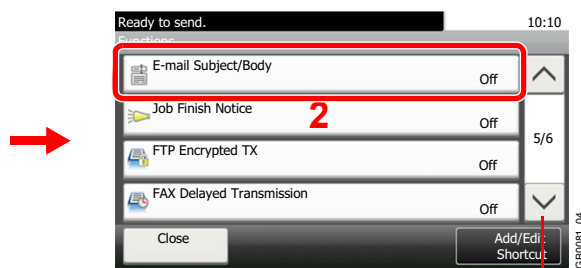 Ready to send.
10:10
Functions
E-mail Subject/Body
Off
Job Finish Notice
Off
2
5/6
FTP Encrypted TX
Off
FAX Delayed Transmission
Off
Close
Add/Edit
Shortcut
GB0081_04